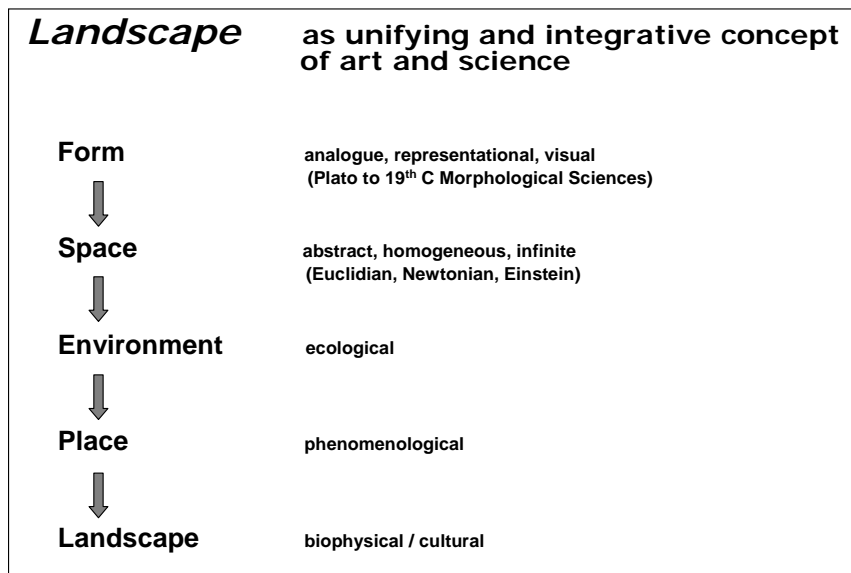 Landscape as unifying and integrative concept
of art and science
Form analogue, representational, visual
(Plato to 19th C Morphological Sciences)
Space abstract, homogeneous, infinite
(Euclidian, Newtonian, Einstein)
Environment ecological
Place phenomenological
Landscape biophysical / cultural